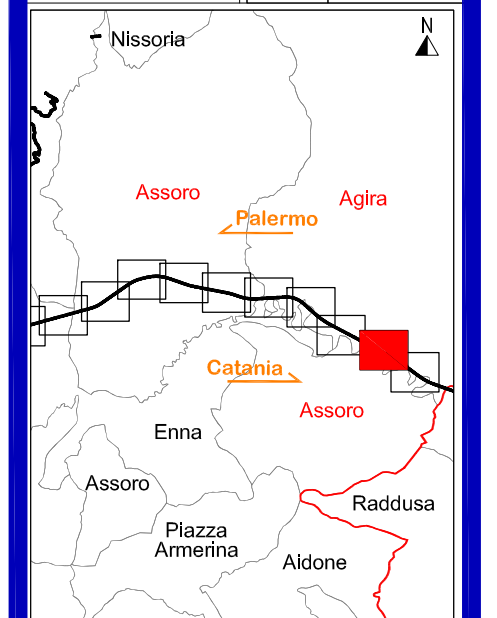 Nissoria
N
Assoro
Agira
Palermo
Catania
Assoro
Enna
Assoro
Raddusa
Piazza
Armerina
Aidone